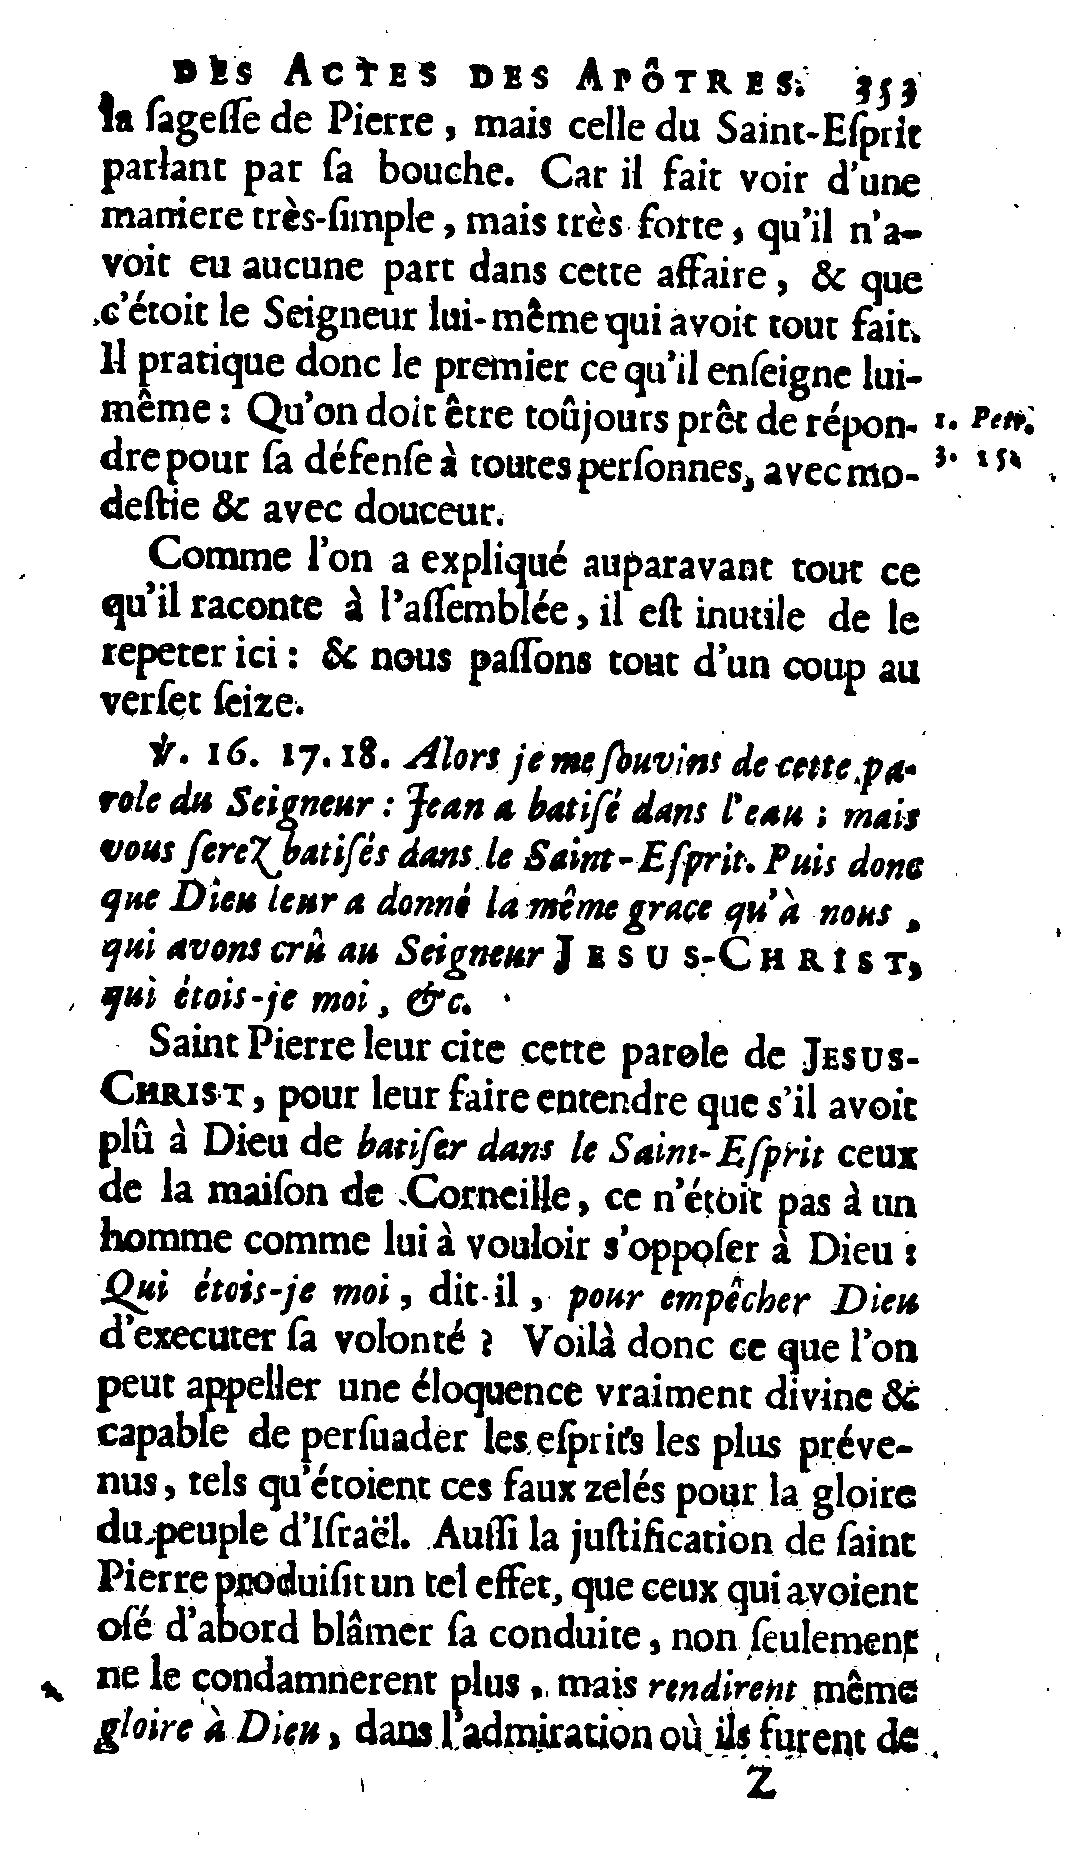 DES ACTES DES APÔTRES. 353
la ſageſſe de Pierre, mais celle du Saint-Eſprit
parlant par ſa bouche. Car il fait voir d'une
maniere très-ſimple, mais très forte, qu'il n'a-
voit eu aucune part dans cette affaire, & que
c'étoit le Seigneur lui-même qui avoit tout fait.
Il pratique donc le premier ce qu'il enſeigne lui-
même : Qu'on doit être toûjours prêt de répon-
dre pour ſa défenſe à toutes perſonnes, avec mo-
deſtie & avec douceur.
1. Petr.
3. 15.
Comme l'on a expliqué auparavant tout ce
qu'il raconte à l'aſſemblée, il eſt inutile de le
repeter ici : & nous paſſons tout d'un coup au
verſet ſeize.
℣. 16. 17. 18. Alors je me ſouvins de cette pa-
role du Seigneur : Jean a batiſé dans l'eau ; mais
vous ſerez batiſés dans le Saint-Eſprit. Puis donc
que Dieu leur a donné la même grace qu'à nous,
qui avons crû au Seigneur JESUS-CHRIST,
qui étois-je moi, &c.
Saint Pierre leur cite cette parole de JESUS-
CHRIST, pour leur faire entendre que s'il avoit
plû à Dieu de batiſer dans le Saint-Eſprit ceux
de la maiſon de Corneille, ce n'étoit pas à un
homme comme lui à vouloir s'oppoſer à Dieu :
Qui étois-je moi, dit-il, pour empêcher Dieu
d'executer ſa volonté ? Voilà donc ce que l'on
peut appeller une éloquence vraiment divine &
capable de perſuader les eſprits les plus préve-
nus, tels qu'étoient ces faux zelés pour la gloire
du peuple d'Iſraël. Auſſi la juſtification de ſaint
Pierre produiſit un tel effet, que ceux qui avoient
oſé d'abord blâmer ſa conduite, non ſeulement
ne le condamnerent plus, mais rendirent même
gloire à Dieu, dans l'admiration où ils furent de
Z